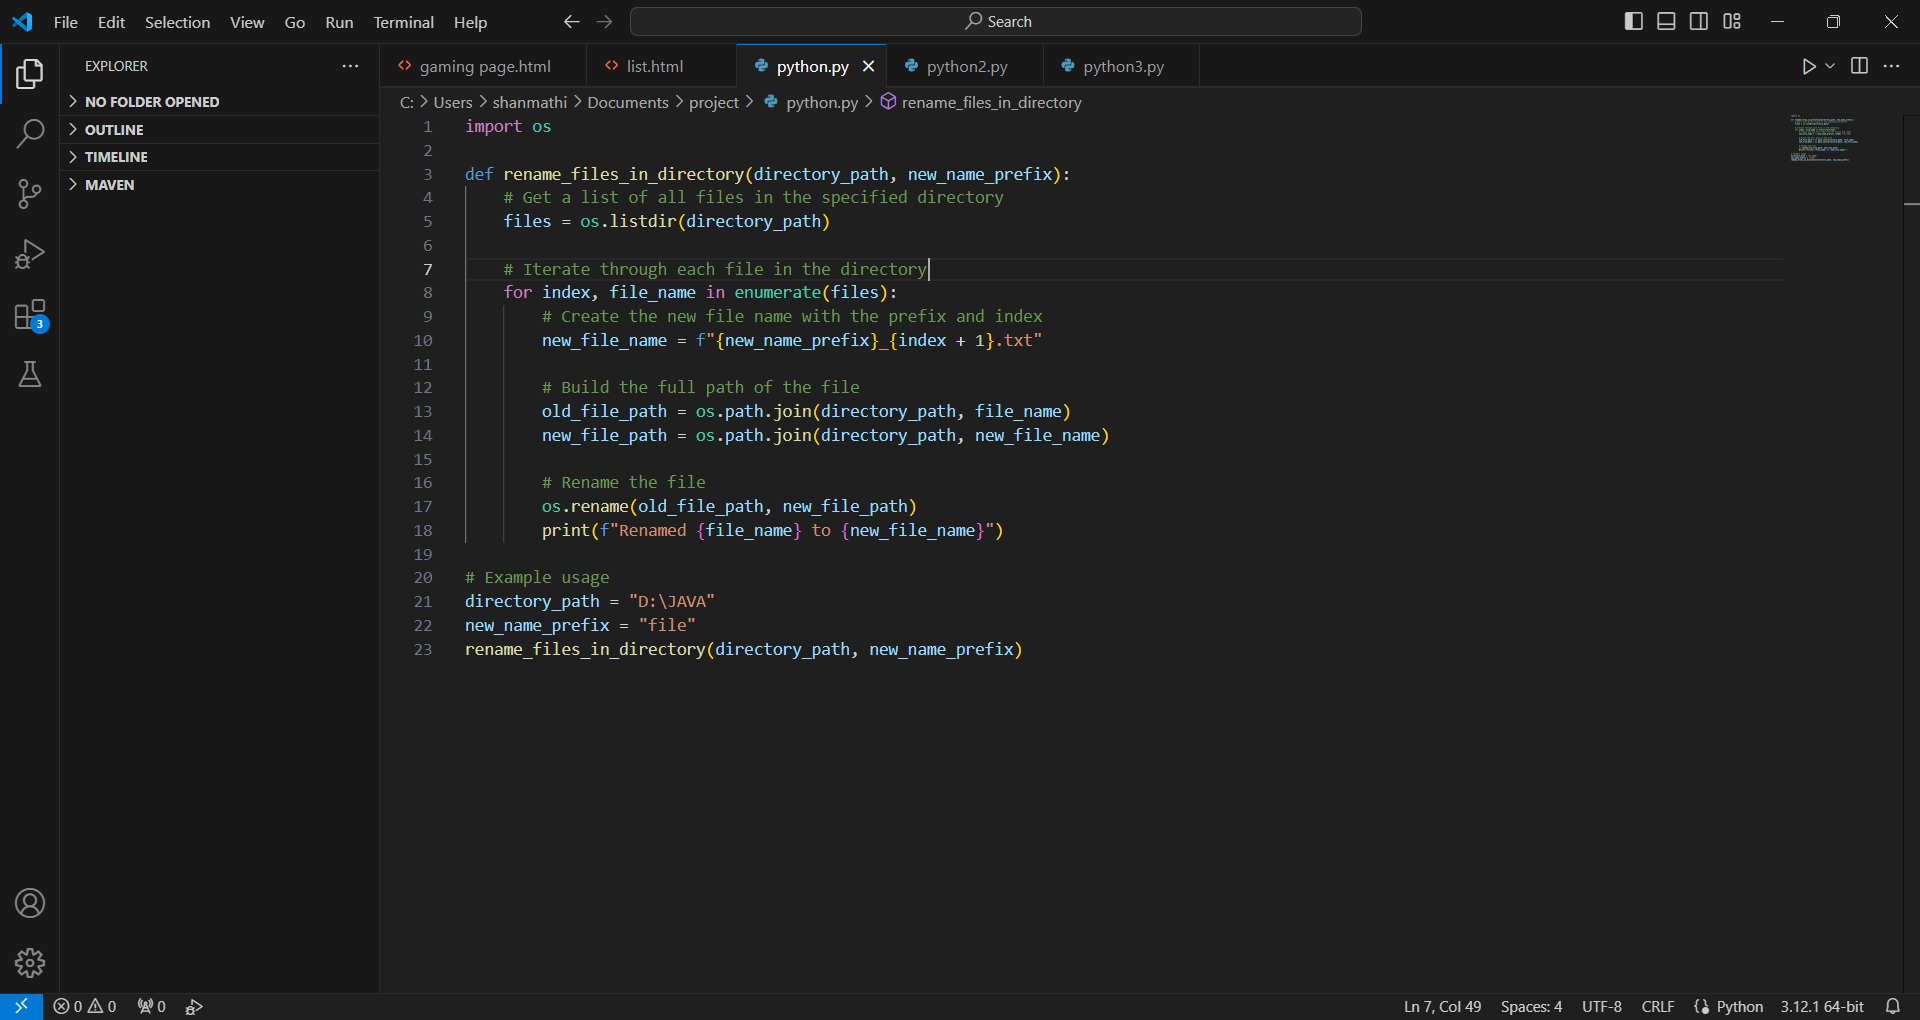 File Edit Selection View Go Run Terminal Help Search
EXPLORER
NO FOLDER OPENED
OUTLINE
TIMELINE
MAVEN
3
gaming page.html list.html python.py python2.py python3.py
C: > Users > shanmathi > Documents > project > python.py > rename_files_in_directory
1 import os
2
3 def rename_files_in_directory(directory_path, new_name_prefix):
4 # Get a list of all files in the specified directory
5 files = os.listdir(directory_path)
6
7 # Iterate through each file in the directory
8 for index, file_name in enumerate(files):
9 # Create the new file name with the prefix and index
10 new_file_name = f"{new_name_prefix}_{index + 1}.txt"
11
12 # Build the full path of the file
13 old_file_path = os.path.join(directory_path, file_name)
14 new_file_path = os.path.join(directory_path, new_file_name)
15
16 # Rename the file
17 os.rename(old_file_path, new_file_path)
18 print(f"Renamed {file_name} to {new_file_name}")
19
20 # Example usage
21 directory_path = "D:\JAVA"
22 new_name_prefix = "file"
23 rename_files_in_directory(directory_path, new_name_prefix)
0 0 0 Ln 7, Col 49 Spaces: 4 UTF-8 CRLF Python 3.12.1 64-bit